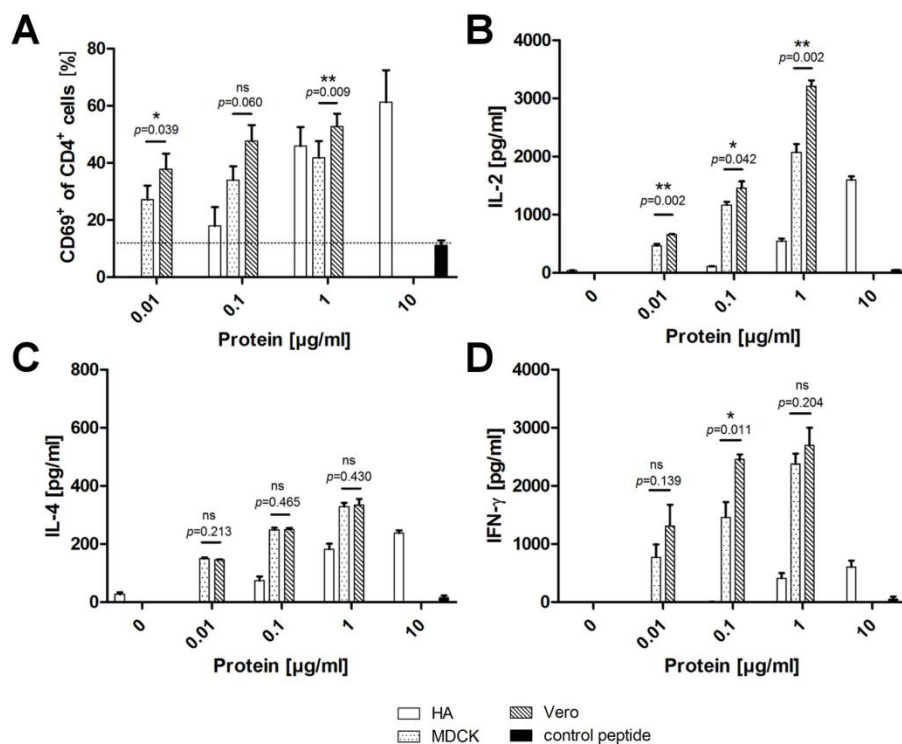 A
CD69⁺ of CD4⁺ cells [%]
80
60
40
20
0
*
p=0.039
ns
p=0.060
**
p=0.009
0.01
0.1
1
10
Protein [µg/ml]
B
IL-2 [pg/ml]
4000
3000
2000
1000
0
**
p=0.002
*
p=0.042
**
p=0.002
0
0.01
0.1
1
10
Protein [µg/ml]
C
IL-4 [pg/ml]
800
600
400
200
0
ns
p=0.213
ns
p=0.465
ns
p=0.430
0
0.01
0.1
1
10
Protein [µg/ml]
D
IFN-γ [pg/ml]
4000
3000
2000
1000
0
ns
p=0.139
*
p=0.011
ns
p=0.204
0
0.01
0.1
1
10
Protein [µg/ml]
HA
MDCK
Vero
control peptide